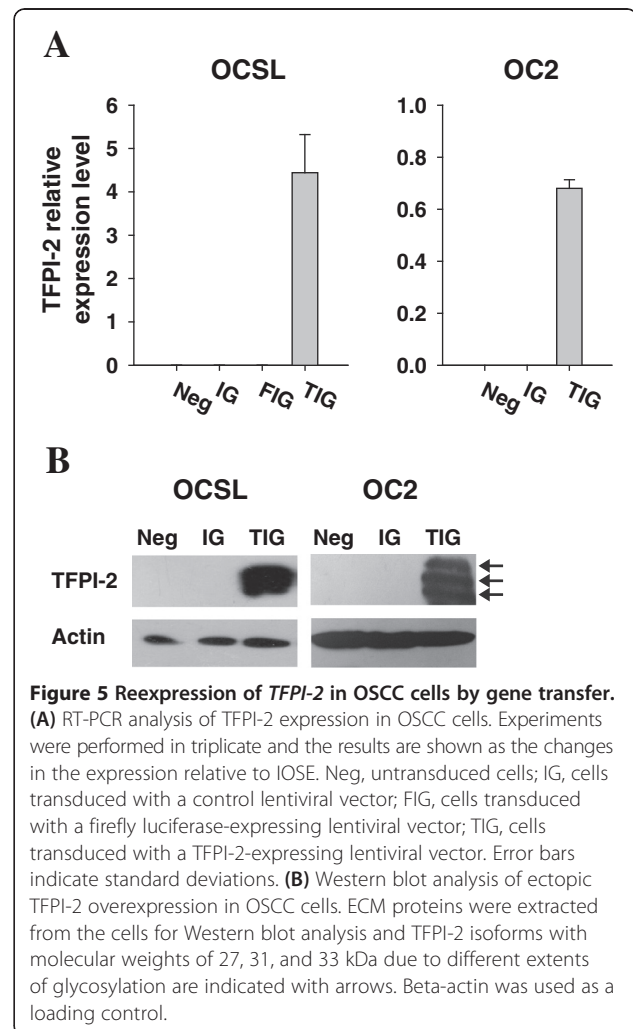 A
OCSL
OC2
TFPI-2 relative
expression level
6
5
4
3
2
1
0
Neg IG FIG TIG
1.0
0.8
0.6
0.4
0.2
0.0
Neg IG TIG
B
OCSL OC2
Neg IG TIG Neg IG TIG
TFPI-2
Actin
Figure 5 Reexpression of TFPI-2 in OSCC cells by gene transfer.
(A) RT-PCR analysis of TFPI-2 expression in OSCC cells. Experiments
were performed in triplicate and the results are shown as the changes
in the expression relative to IOSE. Neg, untransduced cells; IG, cells
transduced with a control lentiviral vector; FIG, cells transduced
with a firefly luciferase-expressing lentiviral vector; TIG, cells
transduced with a TFPI-2-expressing lentiviral vector. Error bars
indicate standard deviations. (B) Western blot analysis of ectopic
TFPI-2 overexpression in OSCC cells. ECM proteins were extracted
from the cells for Western blot analysis and TFPI-2 isoforms with
molecular weights of 27, 31, and 33 kDa due to different extents
of glycosylation are indicated with arrows. Beta-actin was used as a
loading control.